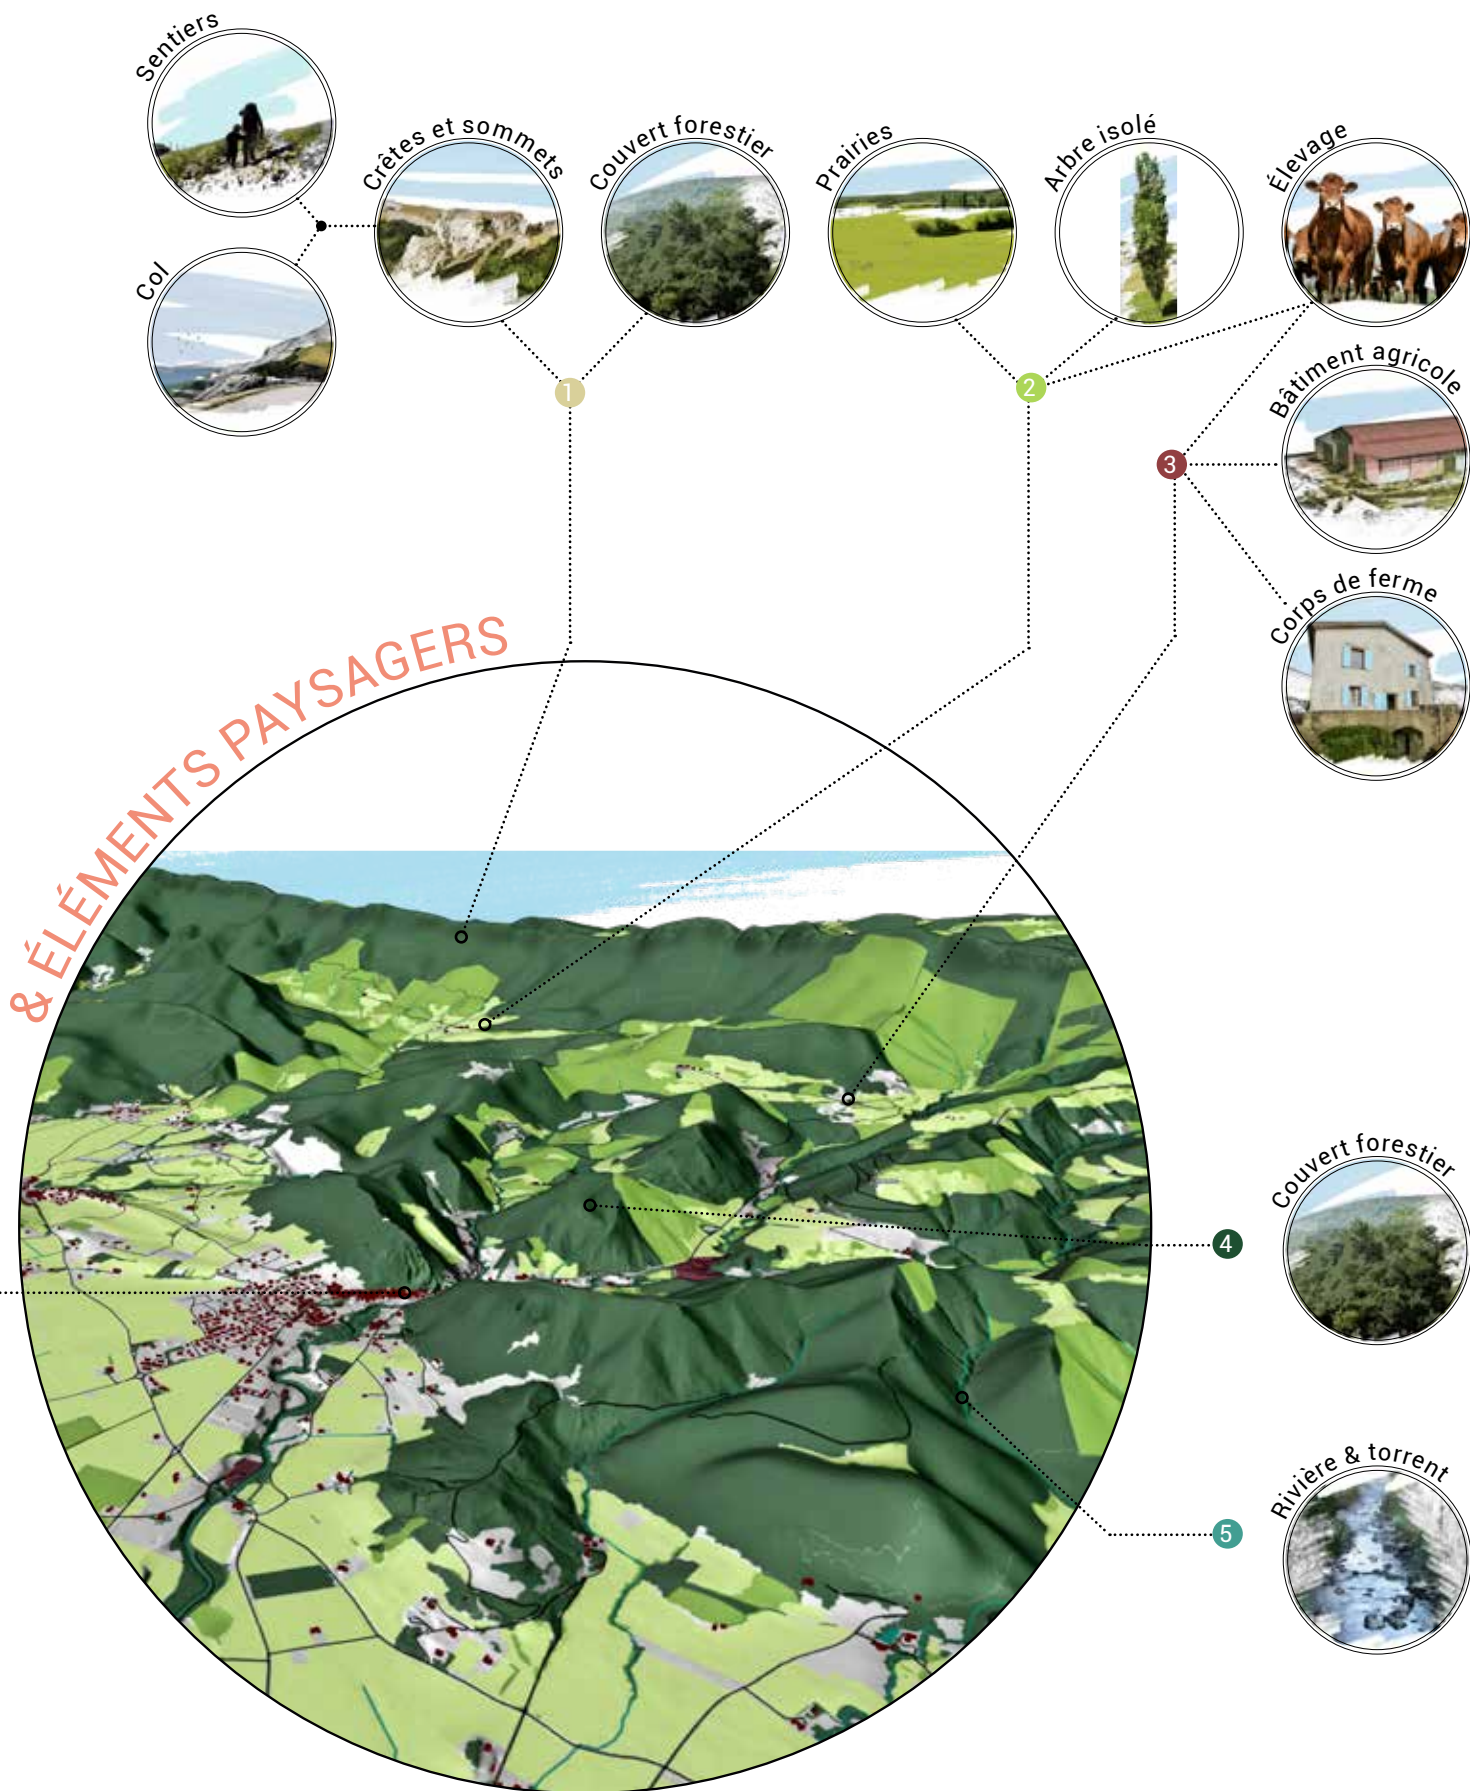 Sentiers
Crêtes et sommets
Couvert forestier
Prairies
Arbre isolé
Élevage
Col
1
2
Bâtiment agricole
3
Corps de ferme
& ÉLÉMENTS PAYSAGERS
Couvert forestier
4
Rivière & torrent
5